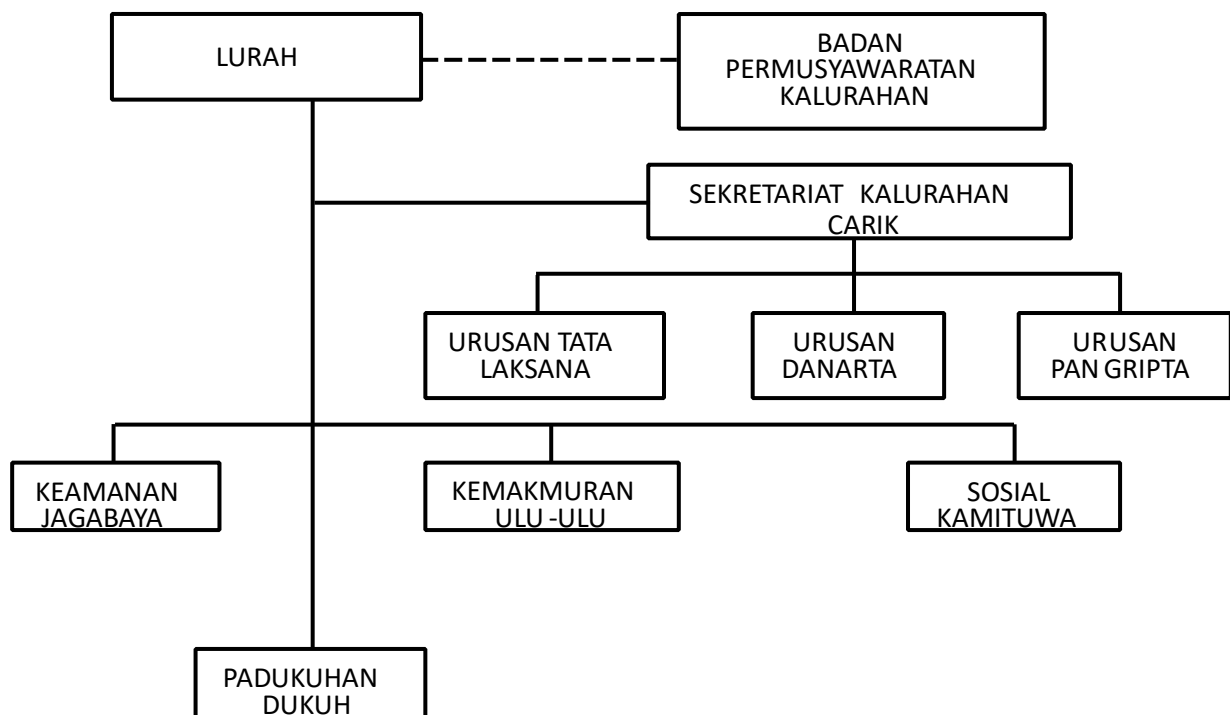 LURAH
BADAN
PERMUSYAWARATAN
KALURAHAN
SEKRETARIAT KALURAHAN
CARIK
URUSAN TATA
LAKSANA
URUSAN
DANARTA
URUSAN
PAN GRIPTA
KEAMANAN
JAGABAYA
KEMAKMURAN
ULU -ULU
SOSIAL
KAMITUWA
PADUKUHAN
DUKUH